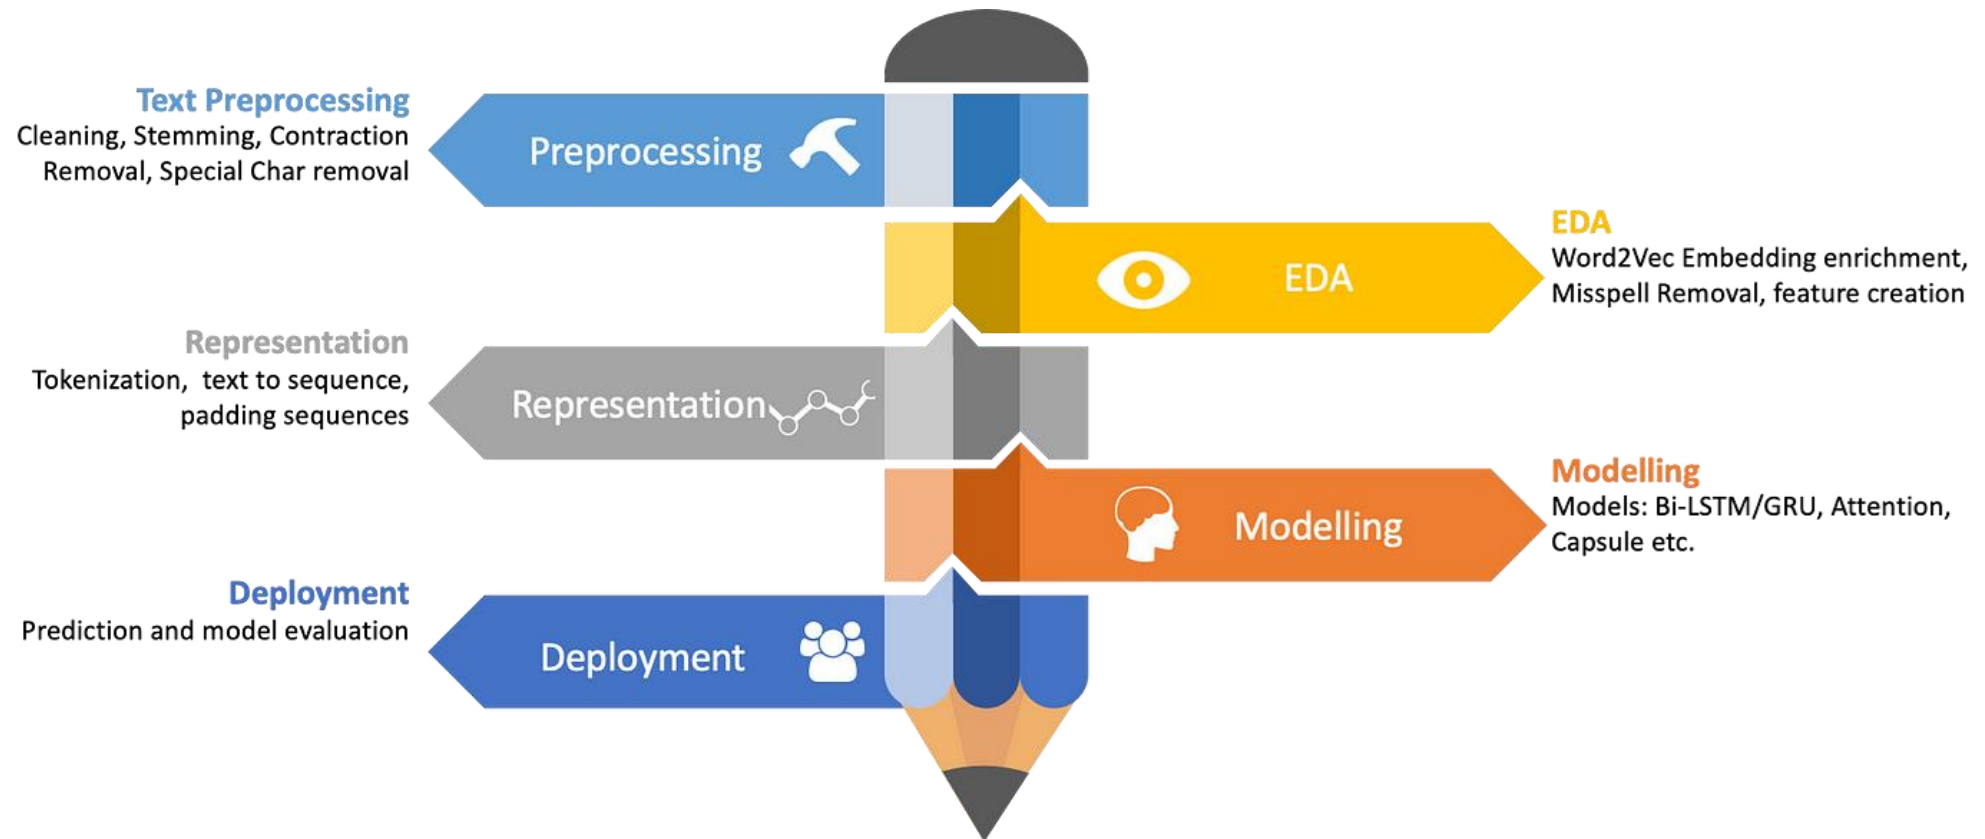 Text Preprocessing
Cleaning, Stemming, Contraction
Removal, Special Char removal
Preprocessing
EDA
EDA
Word2Vec Embedding enrichment,
Misspell Removal, feature creation
Representation
Tokenization, text to sequence,
padding sequences
Representation
Modelling
Modelling
Models: Bi-LSTM/GRU, Attention,
Capsule etc.
Deployment
Prediction and model evaluation
Deployment